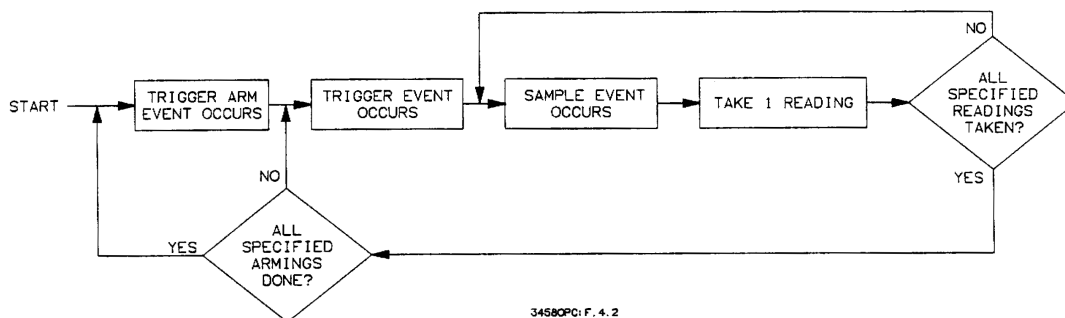 START
TRIGGER ARM
EVENT OCCURS
TRIGGER EVENT
OCCURS
SAMPLE EVENT
OCCURS
TAKE 1 READING
NO
ALL
SPECIFIED
READINGS
TAKEN?
YES
NO
YES
ALL
SPECIFIED
ARMINGS
DONE?
34580PC:F.4.2